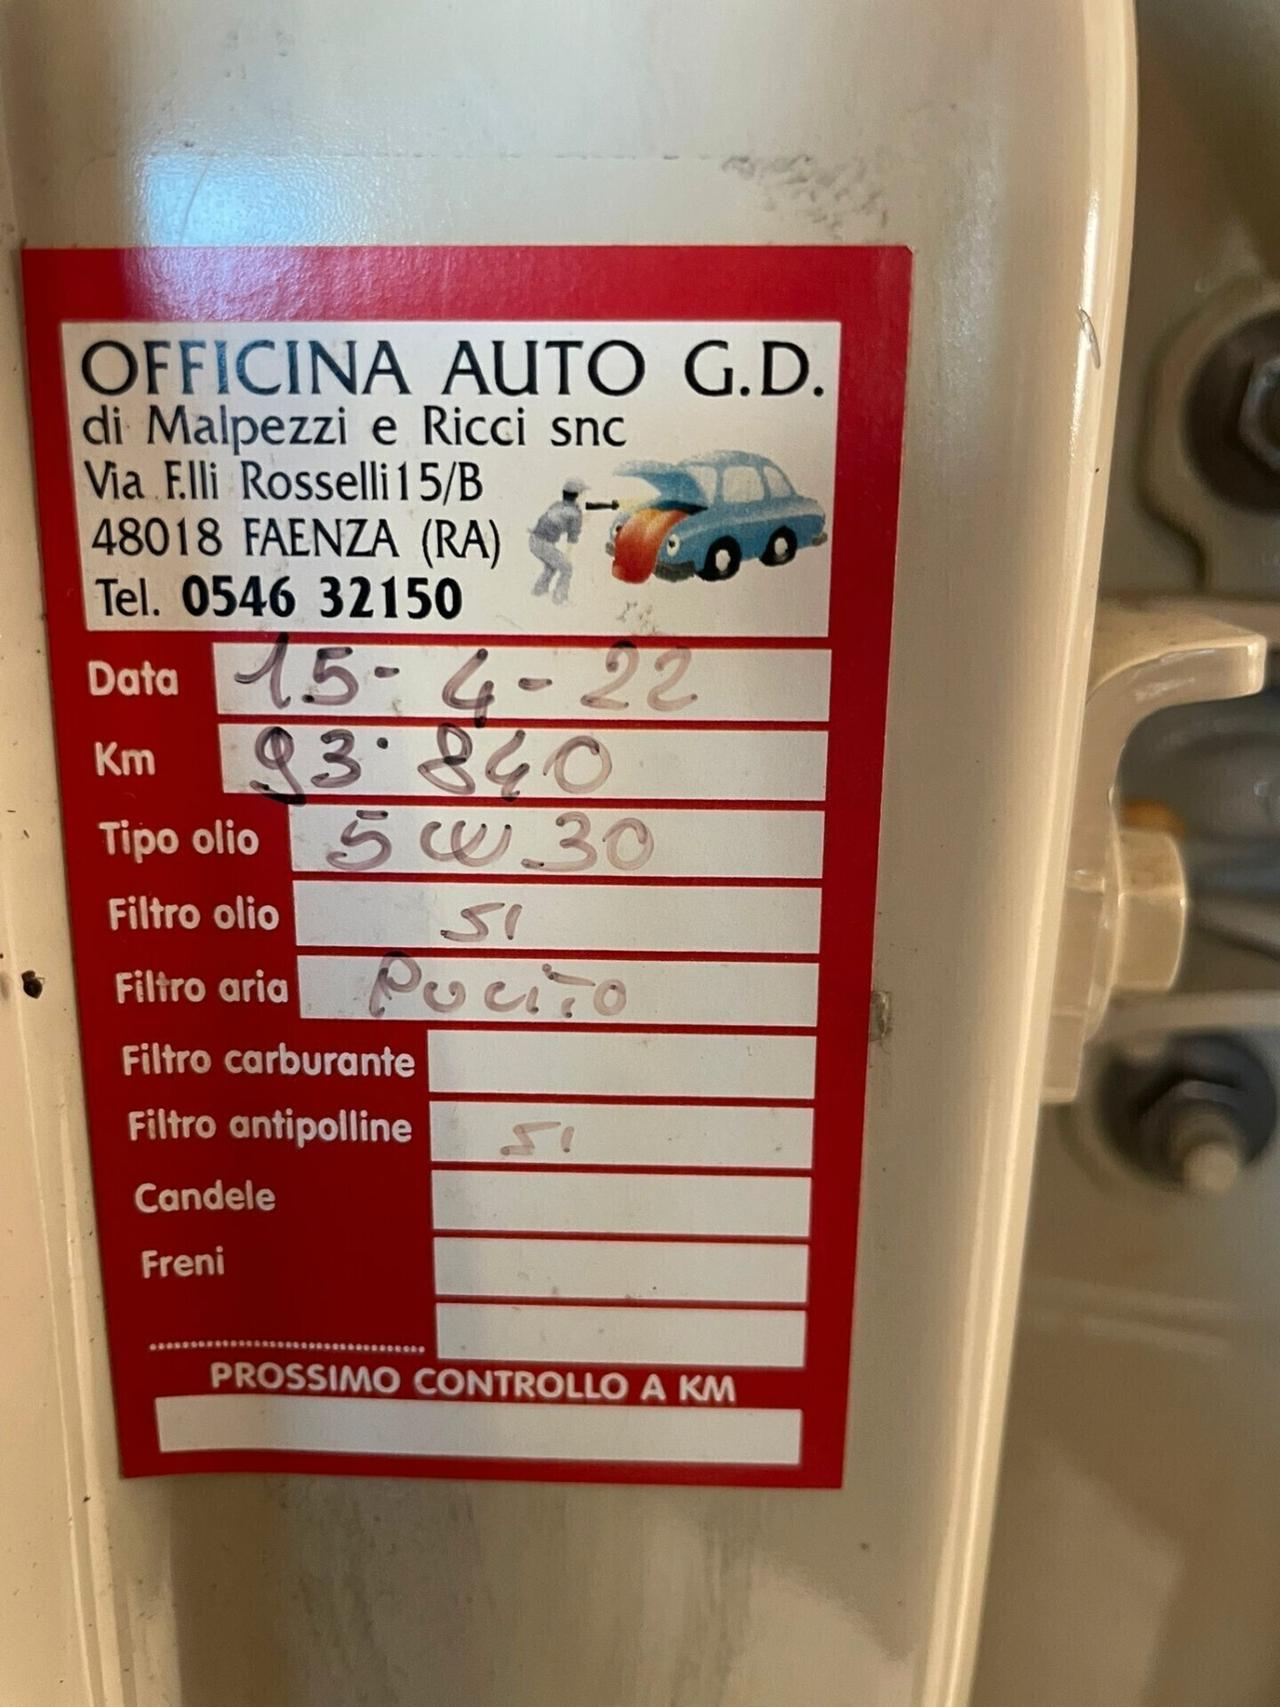 OFFICINA AUTO G.D.
di Malpezzi e Ricci snc
Via F.lli Rosselli 15/B
48018 FAENZA (RA)
Tel. 0546 32150
Data 15-4-22
Km 93.840
Tipo olio 5W30
Filtro olio SI
Filtro aria PULITO
Filtro carburante
Filtro antipolline SI
Candele
Freni
PROSSIMO CONTROLLO A KM